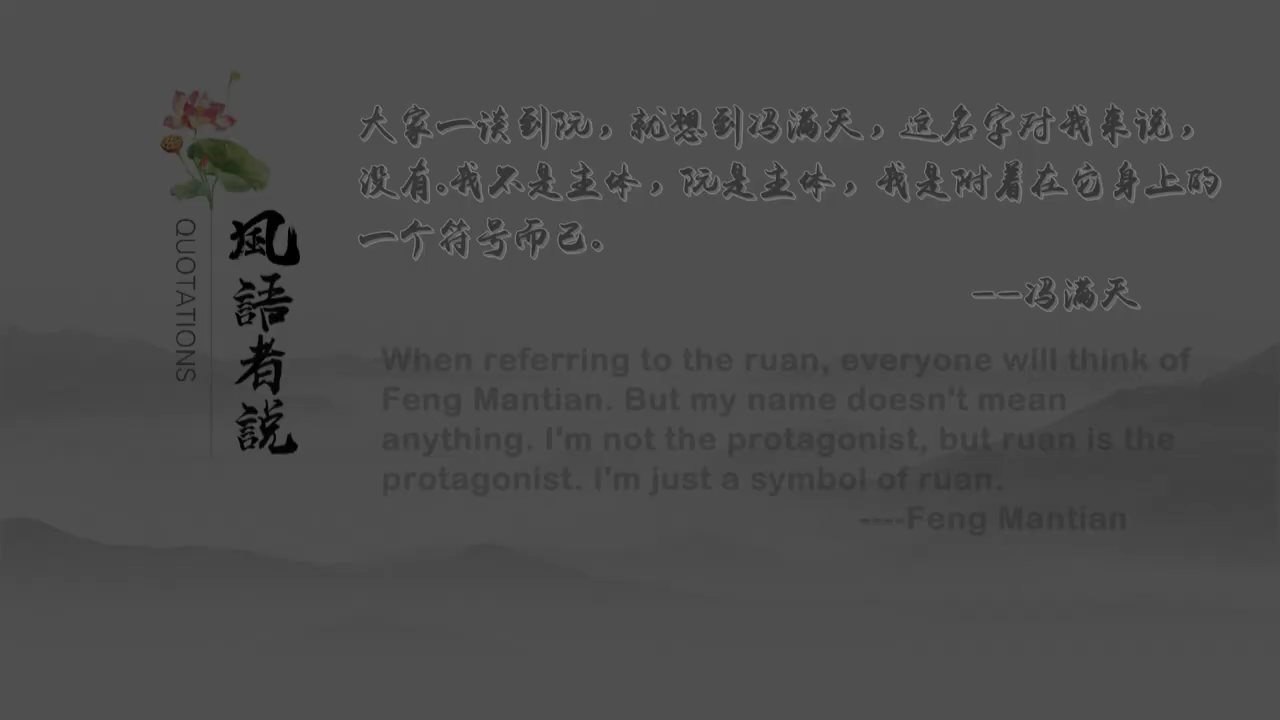 風語者説
QUOTATIONS
大家一谈到阮，就想到冯满天，这名字对我来说，
没有.我不是主体，阮是主体，我是附着在它身上的
一个符号而已。
--冯满天
When referring to the ruan, everyone will think of
Feng Mantian. But my name doesn't mean
anything. I'm not the protagonist, but ruan is the
protagonist. I'm just a symbol of ruan.
----Feng Mantian